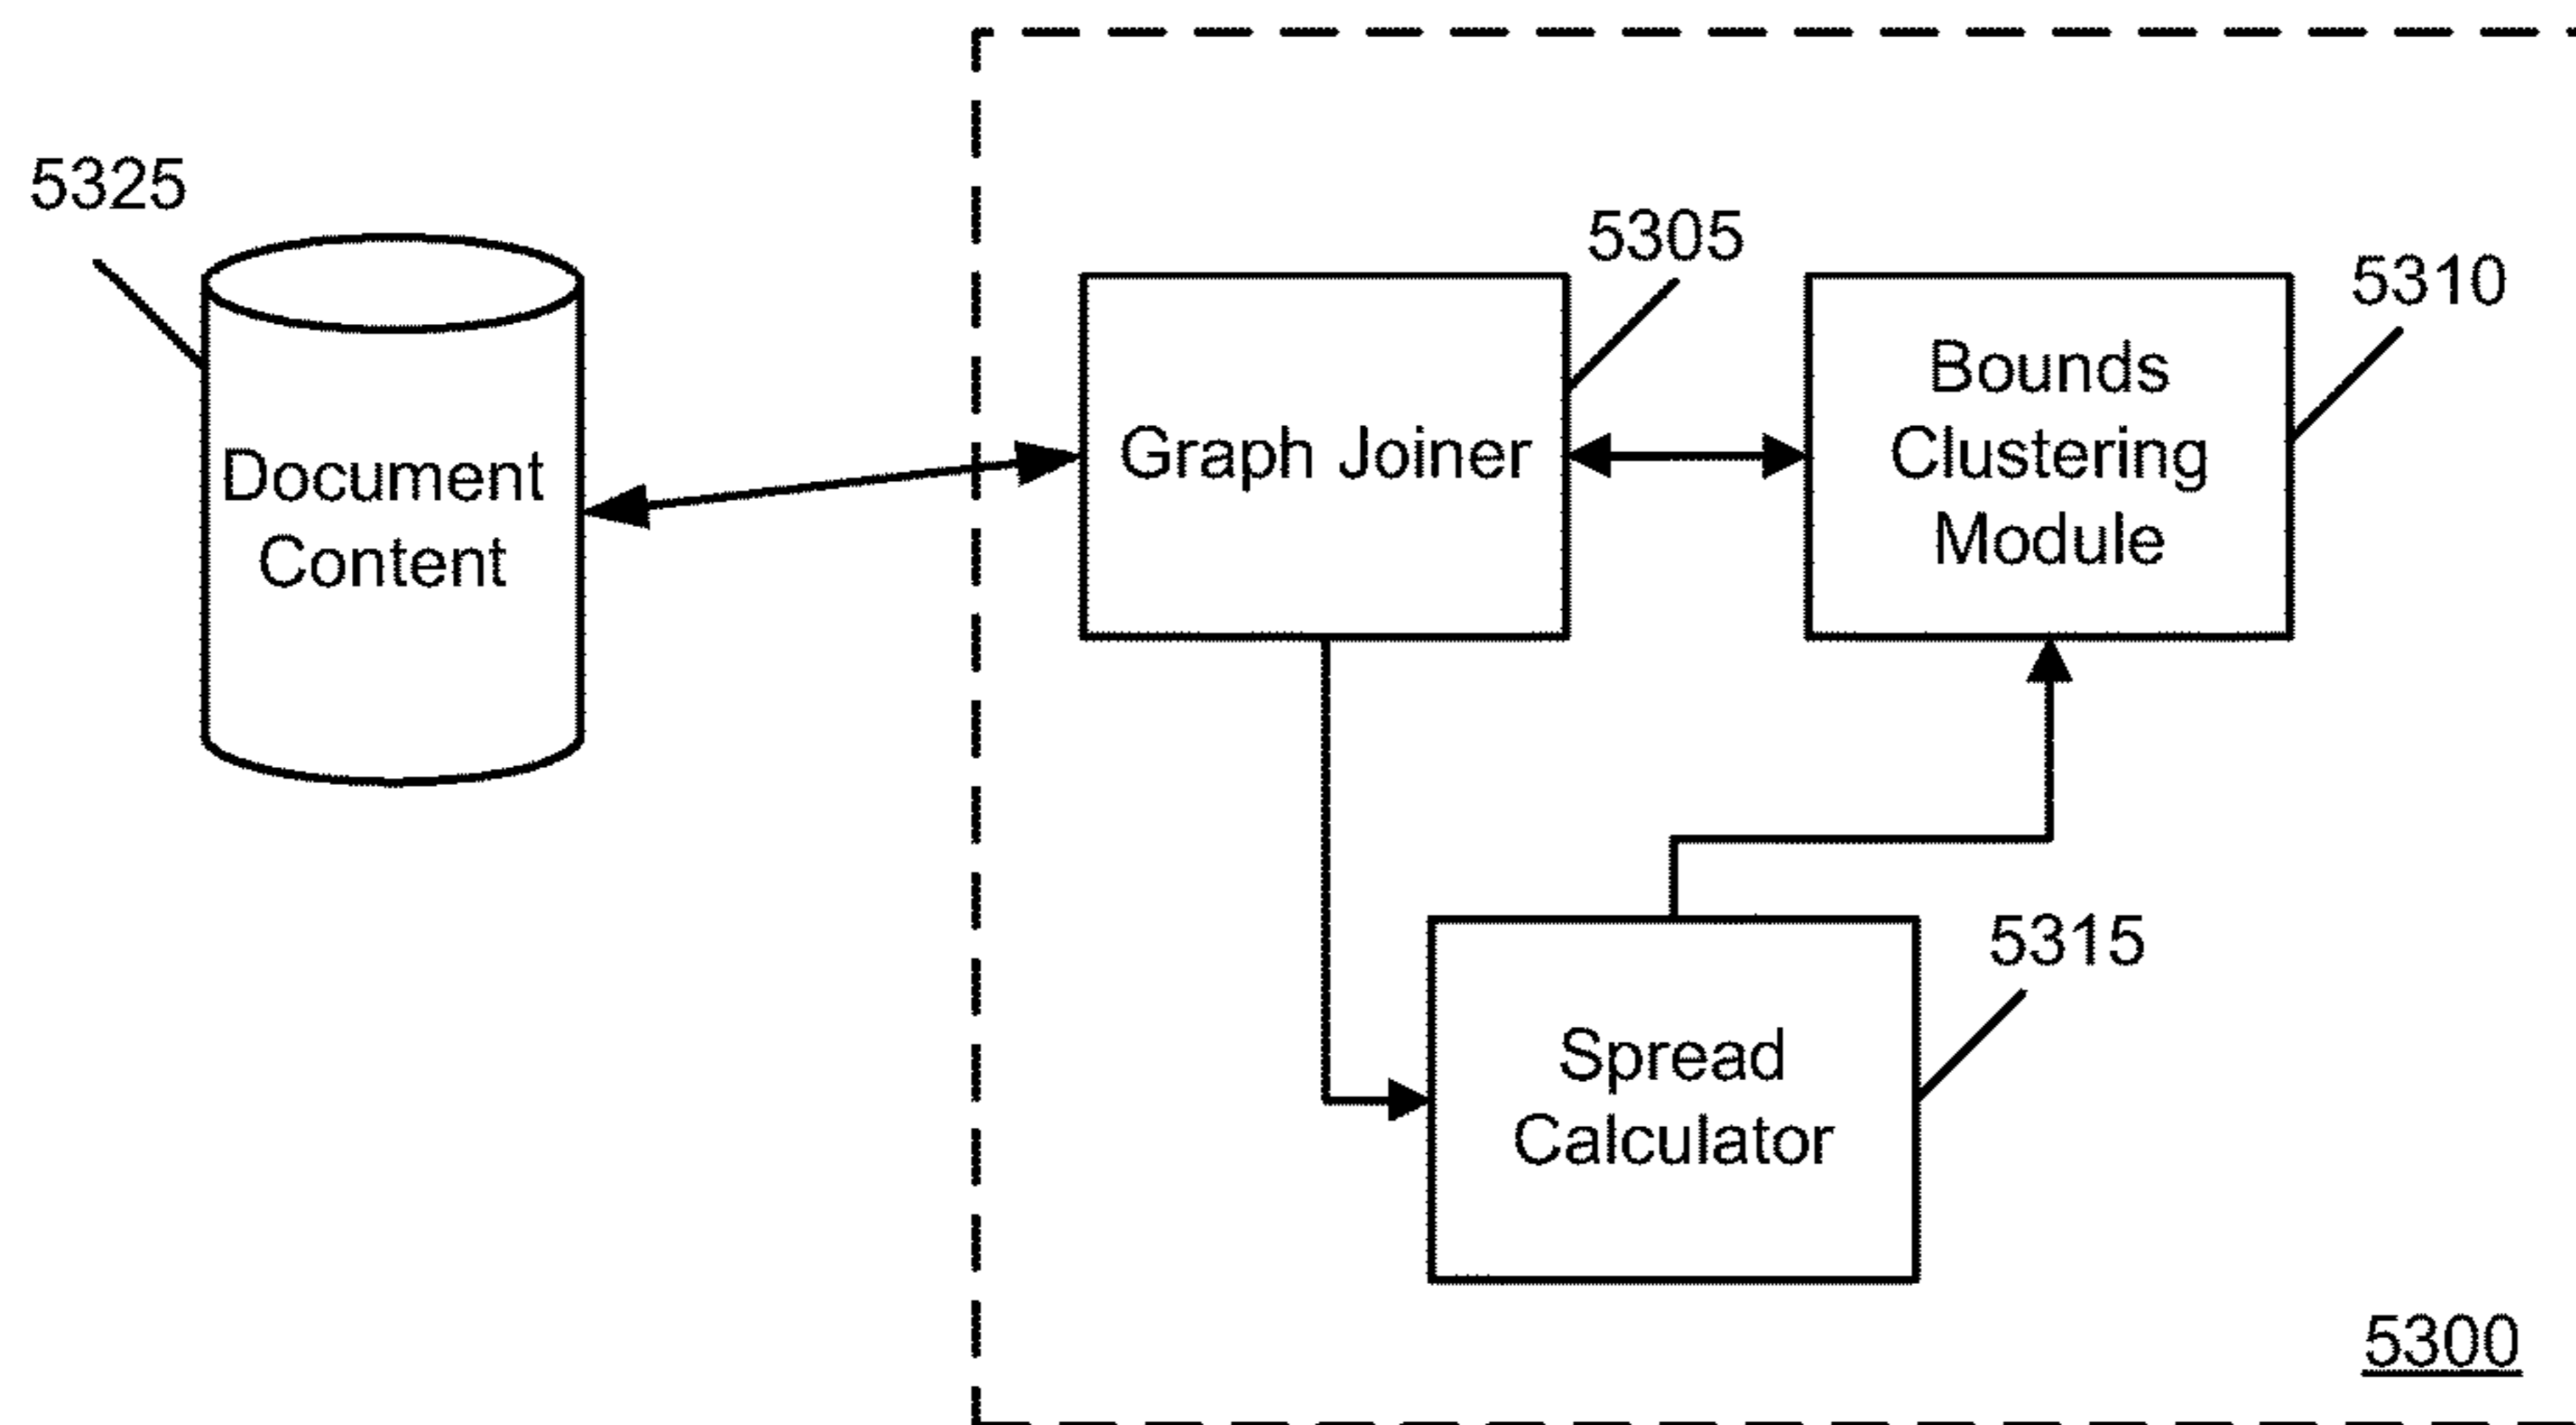 5325
Document
Content
5305
Graph Joiner
5310
Bounds
Clustering
Module
5315
Spread
Calculator
5300